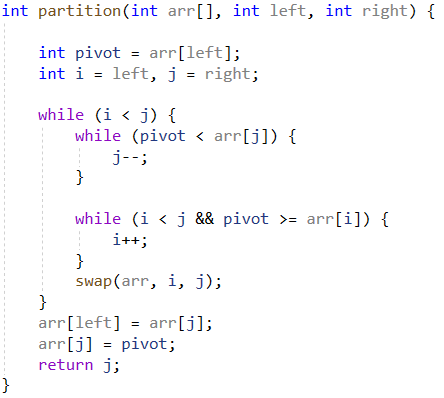 int partition(int arr[], int left, int right) {
int pivot = arr[left];
int i = left, j = right;
while (i < j) {
while (pivot < arr[j]) {
j--;
}
while (i < j && pivot >= arr[i]) {
i++;
}
swap(arr, i, j);
}
arr[left] = arr[j];
arr[j] = pivot;
return j;
}